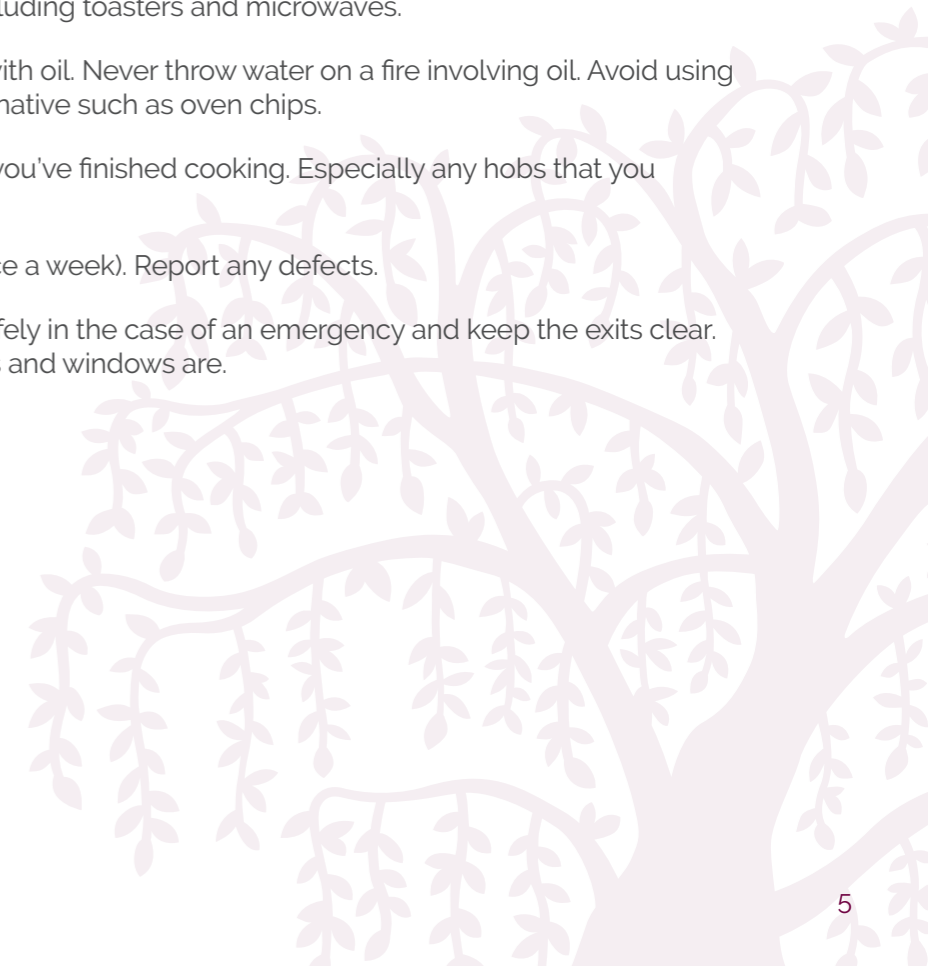 luding toasters and microwaves.
with oil. Never throw water on a fire involving oil. Avoid using
native such as oven chips.
you've finished cooking. Especially any hobs that you
ce a week). Report any defects.
fely in the case of an emergency and keep the exits clear.
s and windows are.
5